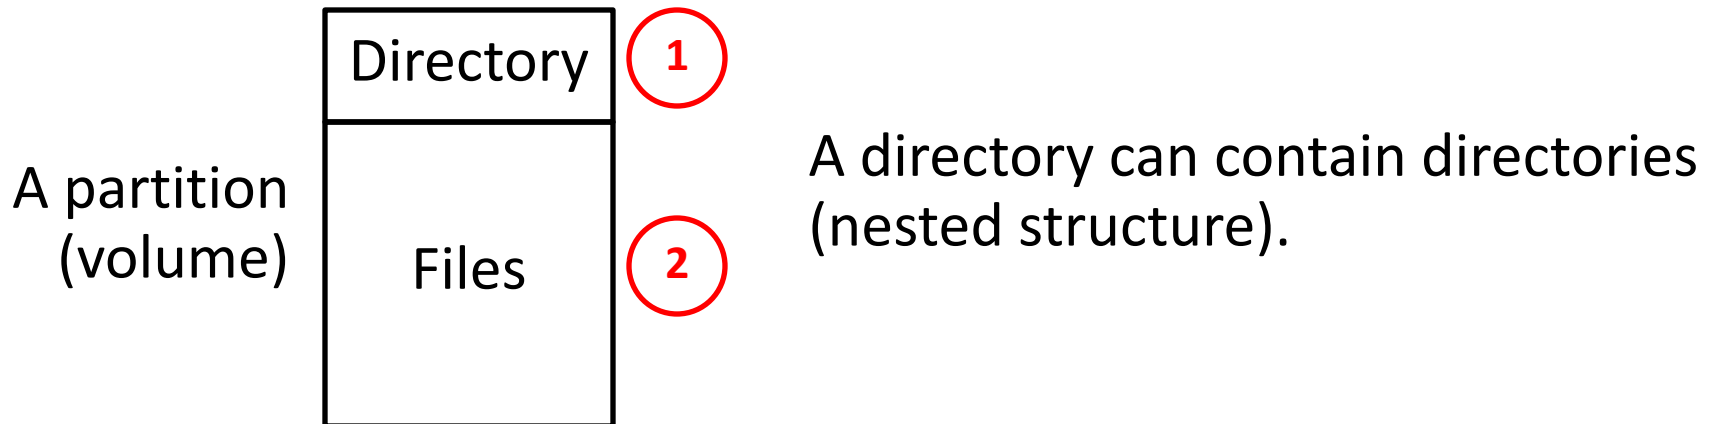 Directory
1
A partition
(volume)
Files
2
A directory can contain directories
(nested structure).